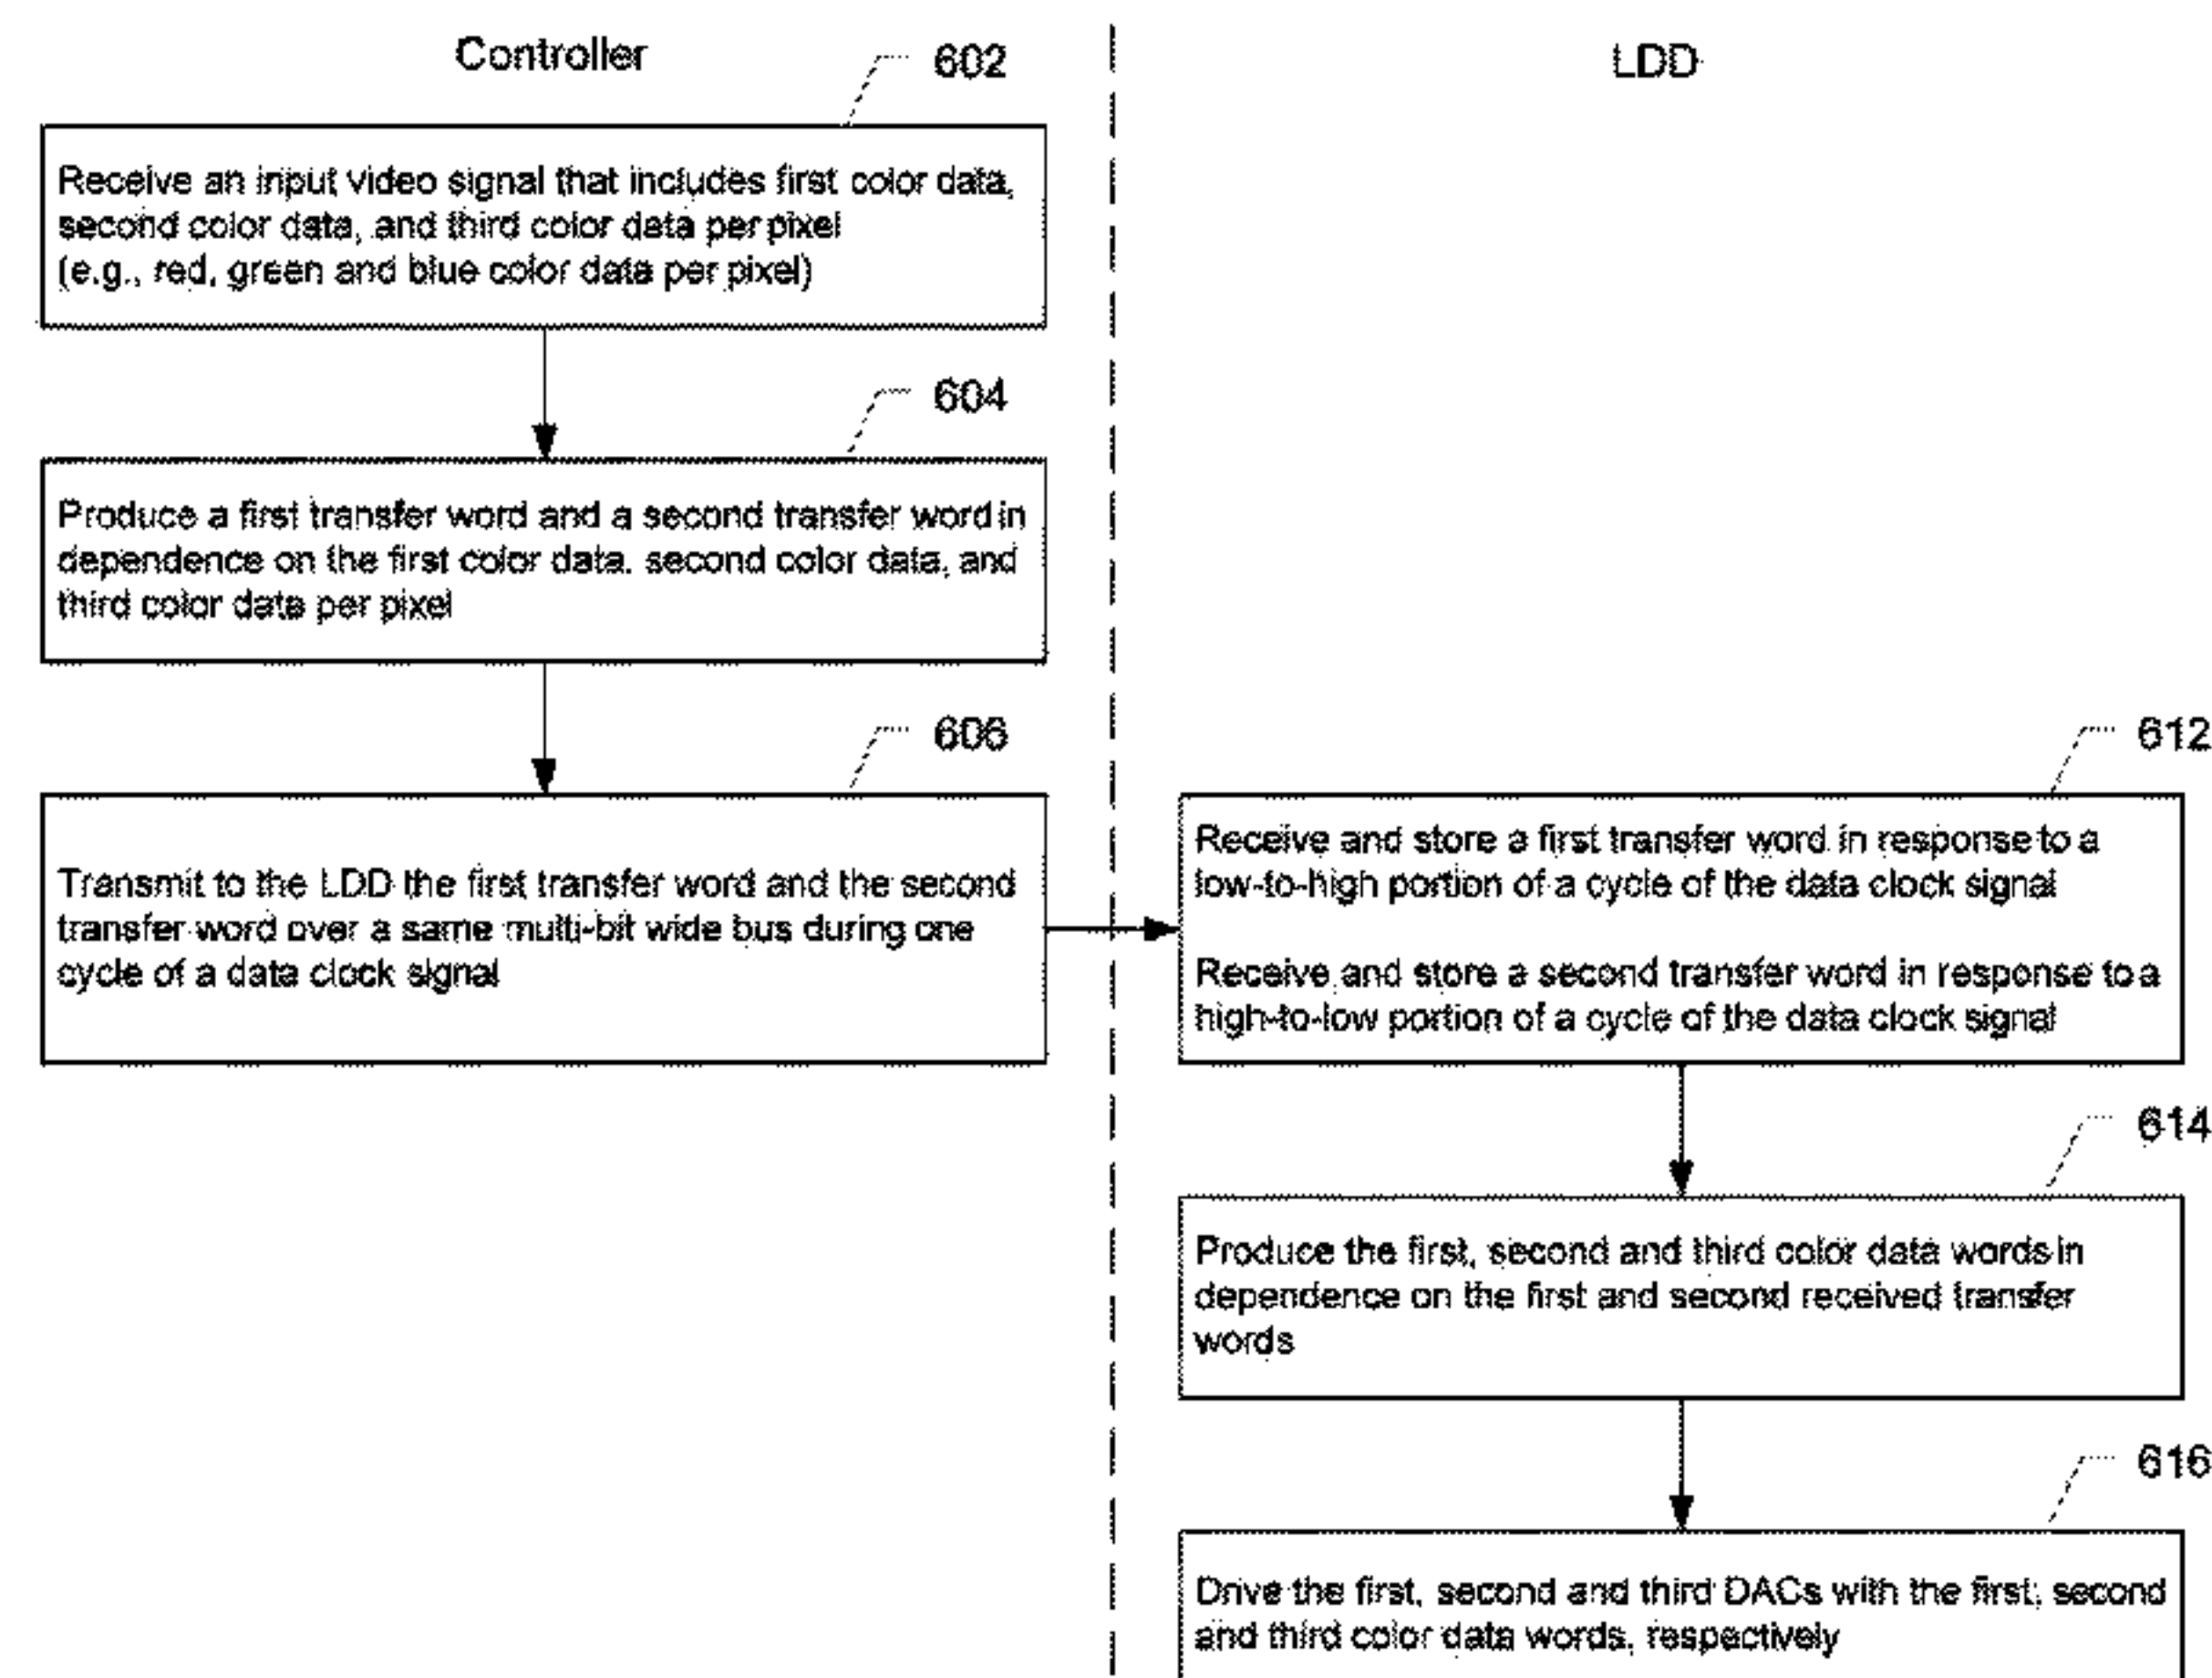 Controller
602
LDD
Receive an input video signal that includes first color data,
second color data, and third color data per pixel
(e.g., red, green and blue color data per pixel)
604
Produce a first transfer word and a second transfer word in
dependence on the first color data. second color data, and
third color data per pixel
606
Transmit to the LDD the first transfer word and the second
transfer word over a same multi-bit wide bus during one
cycle of a data clock signal
612
Receive and store a first transfer word in response to a
low-to-high portion of a cycle of the data clock signal
Receive and store a second transfer word in response to a
high-to-low portion of a cycle of the data clock signal
614
Produce the first, second and third color data words in
dependence on the first and second received transfer
words
616
Drive the first, second and third DACs with the first, second
and third color data words, respectively